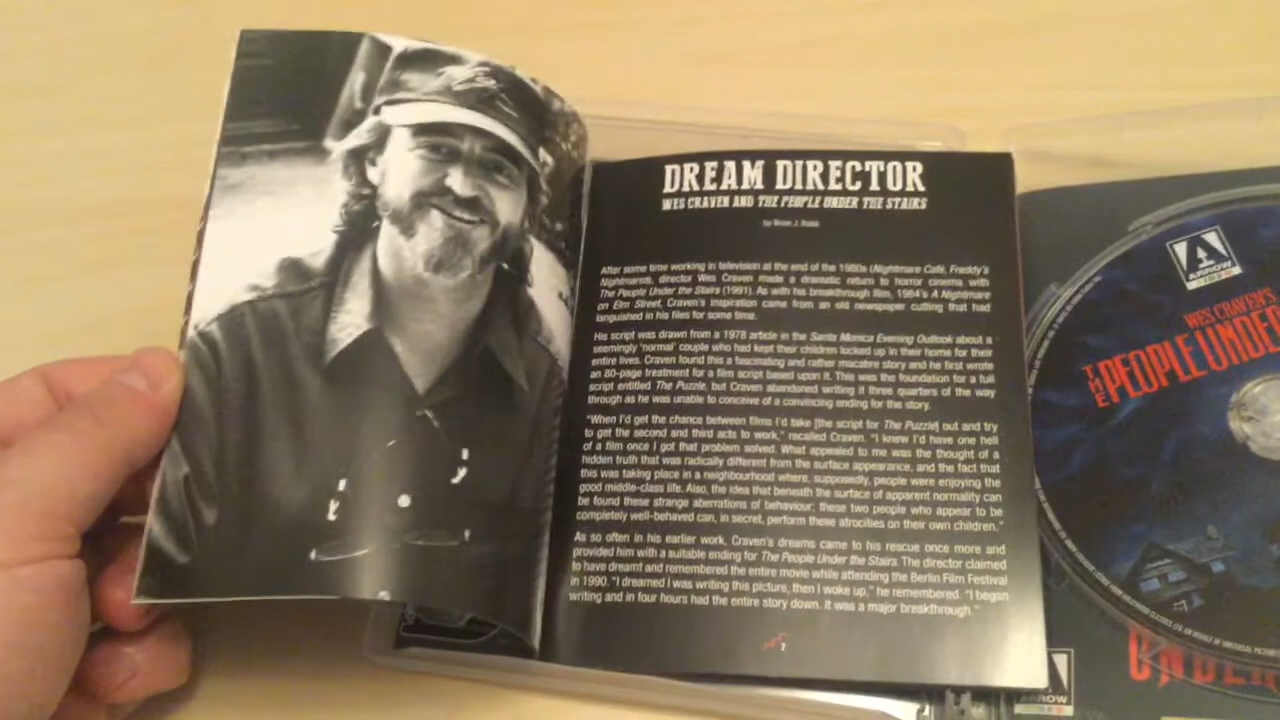 DREAM DIRECTOR
WES CRAVEN AND THE PEOPLE UNDER THE STAIRS
by Brian J. Robb
After some time working in television at the end of the 1980s (Nightmare Café, Freddy's
Nightmares), director Wes Craven made a dramatic return to horror cinema with
The People Under the Stairs (1991). As with his breakthrough film, 1984's A Nightmare
on Elm Street, Craven's inspiration came from an old newspaper cutting that had
languished in his files for some time.
His script was drawn from a 1978 article in the Santa Monica Evening Outlook about a
seemingly 'normal' couple who had kept their children locked up in their home for their
entire lives. Craven found this a fascinating and rather macabre story and he first wrote
an 80-page treatment for a film script based upon it. This was the foundation for a full
script entitled The Puzzle, but Craven abandoned writing it three quarters of the way
through as he was unable to conceive of a convincing ending for the story.
"When I'd get the chance between films I'd take [the script for The Puzzle] out and try
to get the second and third acts to work," recalled Craven. "I knew I'd have one hell
of a film once I got that problem solved. What appealed to me was the thought of a
hidden truth that was radically different from the surface appearance, and the fact that
this was taking place in a neighbourhood where, supposedly, people were enjoying the
good middle-class life. Also, the idea that beneath the surface of apparent normality can
be found these strange aberrations of behaviour; these two people who appear to be
completely well-behaved can, in secret, perform these atrocities on their own children."
As so often in his earlier work, Craven's dreams came to his rescue once more and
provided him with a suitable ending for The People Under the Stairs. The director claimed
to have dreamt and remembered the entire movie while attending the Berlin Film Festival
in 1990. "I dreamed I was writing this picture, then I woke up," he remembered. "I began
writing and in four hours had the entire story down. It was a major breakthrough."
7
ARROW
WES CRAVEN'S
THE PEOPLE UNDE
ARROW
UNDER